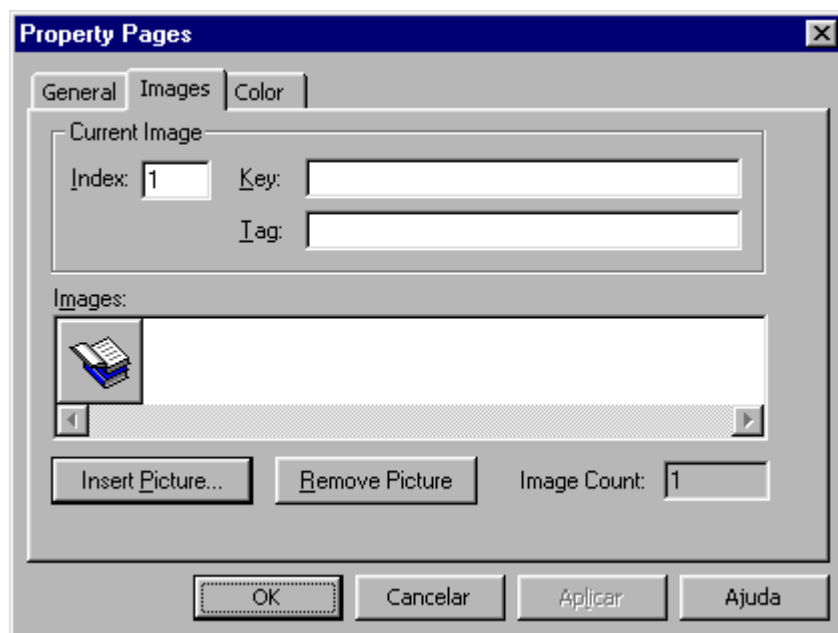 Property Pages
General Images Color
Current Image
Index: 1 Key:
Tag:
Images:
Insert Picture... Remove Picture Image Count: 1
OK Cancelar Aplicar Ajuda